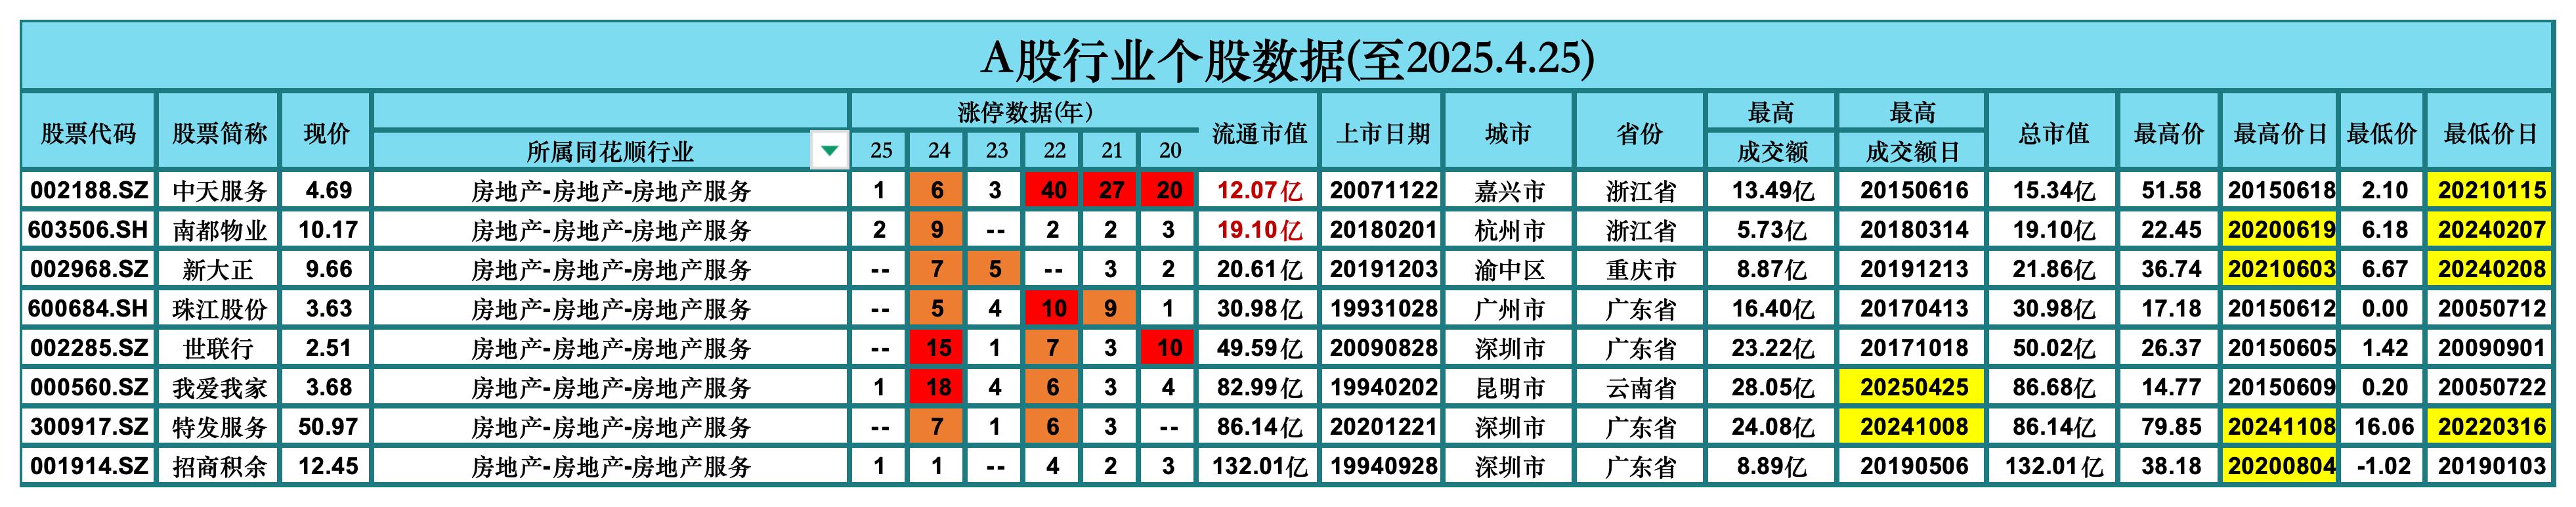 A股行业个股数据(至2025.4.25)
股票代码 股票简称 现价 所属同花顺行业 涨停数据(年) 流通市值 上市日期 城市 省份 最高 最高 总市值 最高价 最高价日 最低价 最低价日
25 24 23 22 21 20 成交额 成交额日
002188.SZ 中天服务 4.69 房地产-房地产-房地产服务 1 6 3 40 27 20 12.07亿 20071122 嘉兴市 浙江省 13.49亿 20150616 15.34亿 51.58 20150618 2.10 20210115
603506.SH 南都物业 10.17 房地产-房地产-房地产服务 2 9 -- 2 2 3 19.10亿 20180201 杭州市 浙江省 5.73亿 20180314 19.10亿 22.45 20200619 6.18 20240207
002968.SZ 新大正 9.66 房地产-房地产-房地产服务 -- 7 5 -- 3 2 20.61亿 20191203 渝中区 重庆市 8.87亿 20191213 21.86亿 36.74 20210603 6.67 20240208
600684.SH 珠江股份 3.63 房地产-房地产-房地产服务 -- 5 4 10 9 1 30.98亿 19931028 广州市 广东省 16.40亿 20170413 30.98亿 17.18 20150612 0.00 20050712
002285.SZ 世联行 2.51 房地产-房地产-房地产服务 -- 15 1 7 3 10 49.59亿 20090828 深圳市 广东省 23.22亿 20171018 50.02亿 26.37 20150605 1.42 20090901
000560.SZ 我爱我家 3.68 房地产-房地产-房地产服务 1 18 4 6 3 4 82.99亿 19940202 昆明市 云南省 28.05亿 20250425 86.68亿 14.77 20150609 0.20 20050722
300917.SZ 特发服务 50.97 房地产-房地产-房地产服务 -- 7 1 6 3 -- 86.14亿 20201221 深圳市 广东省 24.08亿 20241008 86.14亿 79.85 20241108 16.06 20220316
001914.SZ 招商积余 12.45 房地产-房地产-房地产服务 1 1 -- 4 2 3 132.01亿 19940928 深圳市 广东省 8.89亿 20190506 132.01亿 38.18 20200804 -1.02 20190103